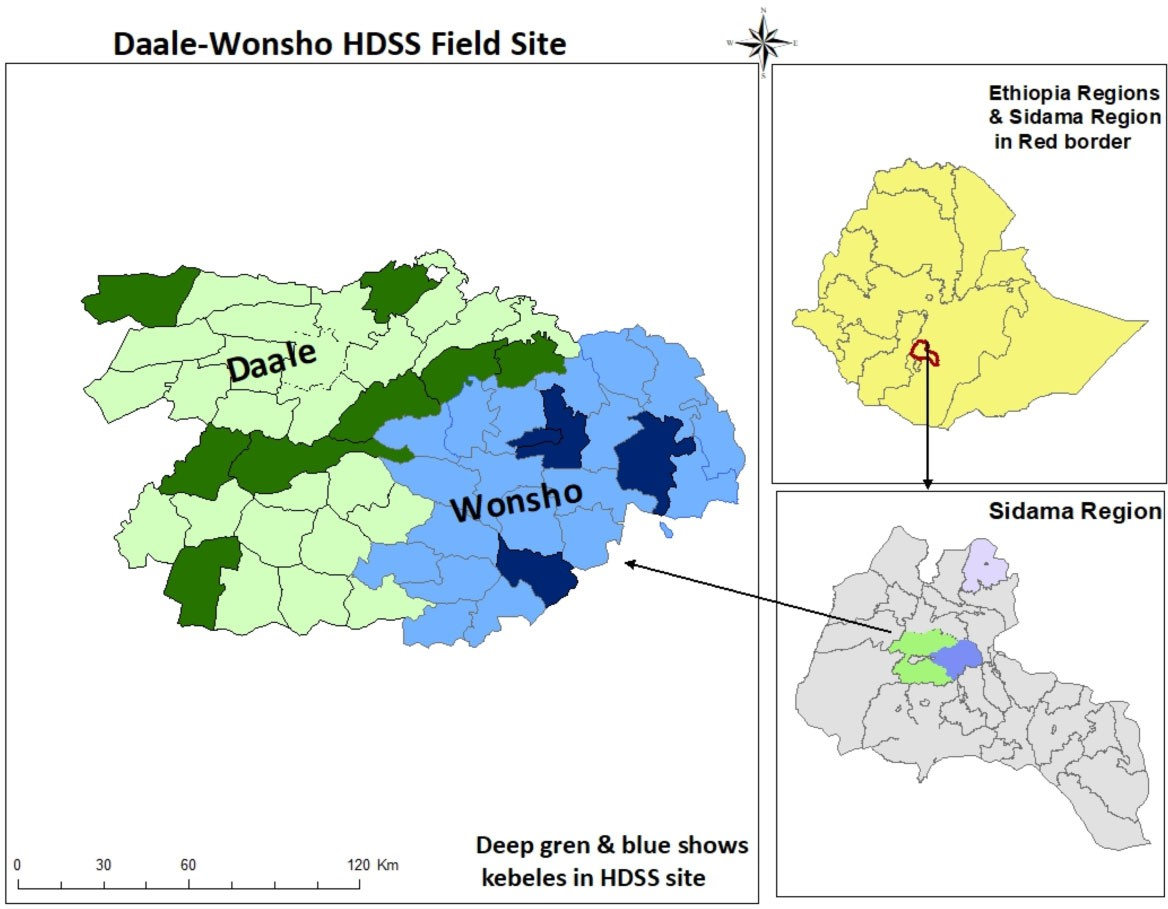 Daale-Wonsho HDSS Field Site
N
W E
S
Ethiopia Regions
& Sidama Region
in Red border
Daale
Wonsho
Sidama Region
Deep gren & blue shows
kebeles in HDSS site
0 30 60 120 Km